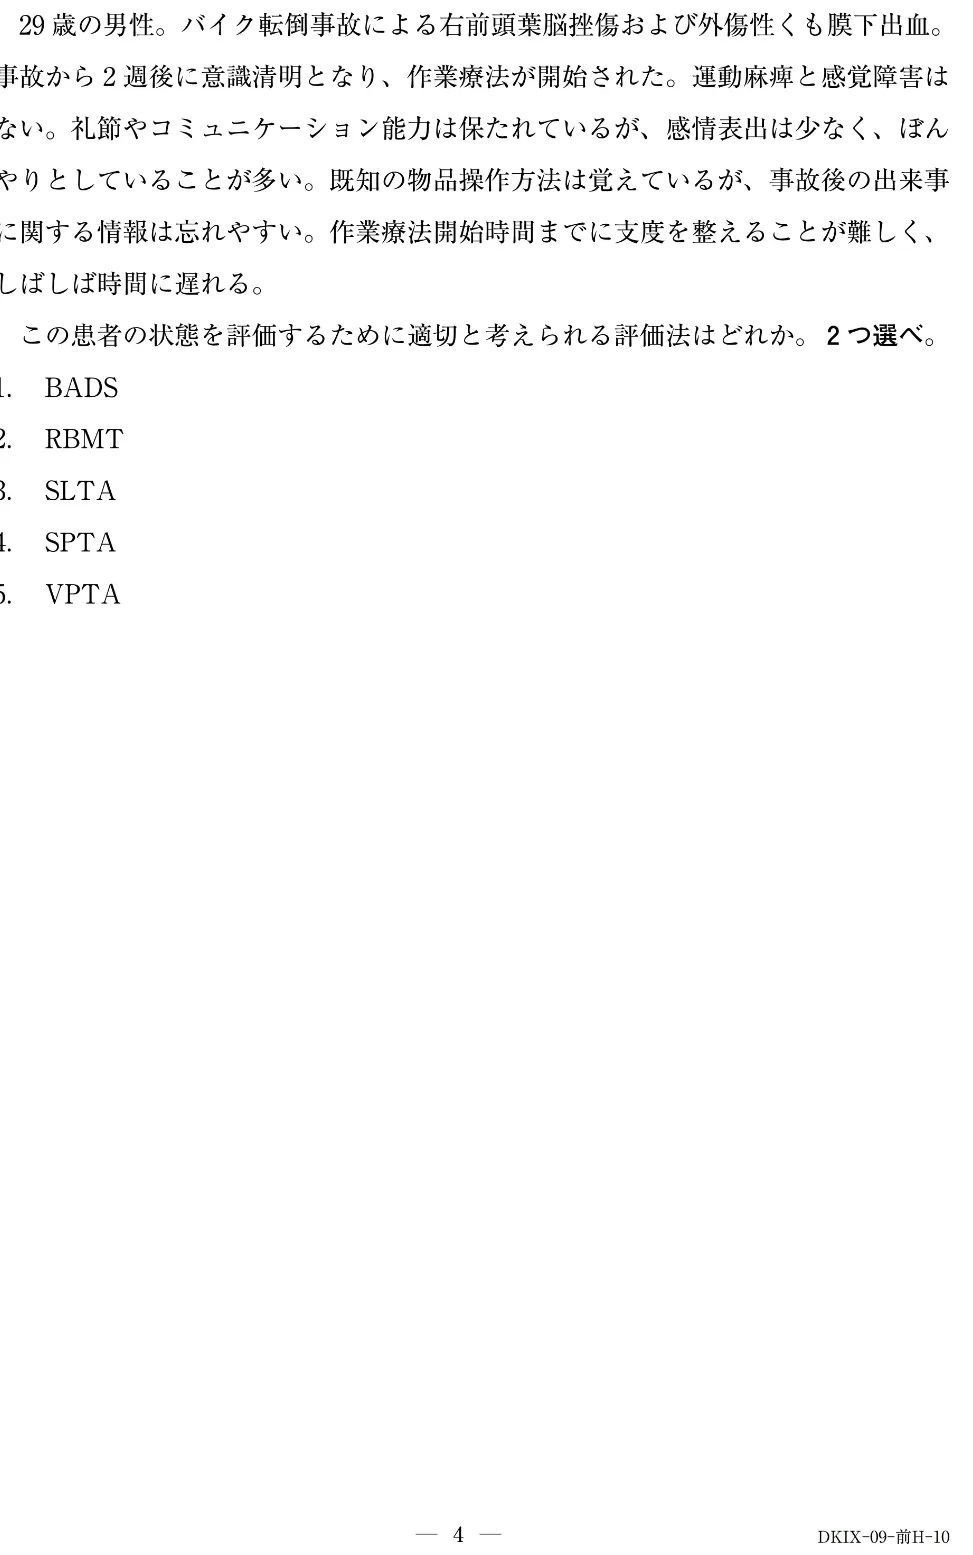 29歳の男性。バイク転倒事故による右前頭葉脳挫傷および外傷性くも膜下出血。
事故から2週後に意識清明となり、作業療法が開始された。運動麻痺と感覚障害は
ない。礼節やコミュニケーション能力は保たれているが、感情表出は少なく、ぼん
やりとしていることが多い。既知の物品操作方法は覚えているが、事故後の出来事
に関する情報は忘れやすい。作業療法開始時間までに支度を整えることが難しく、
しばしば時間に遅れる。
この患者の状態を評価するために適切と考えられる評価法はどれか。2つ選べ。
1. BADS
2. RBMT
3. SLTA
4. SPTA
5. VPTA
— 4 —
DKIX-09-前H-10